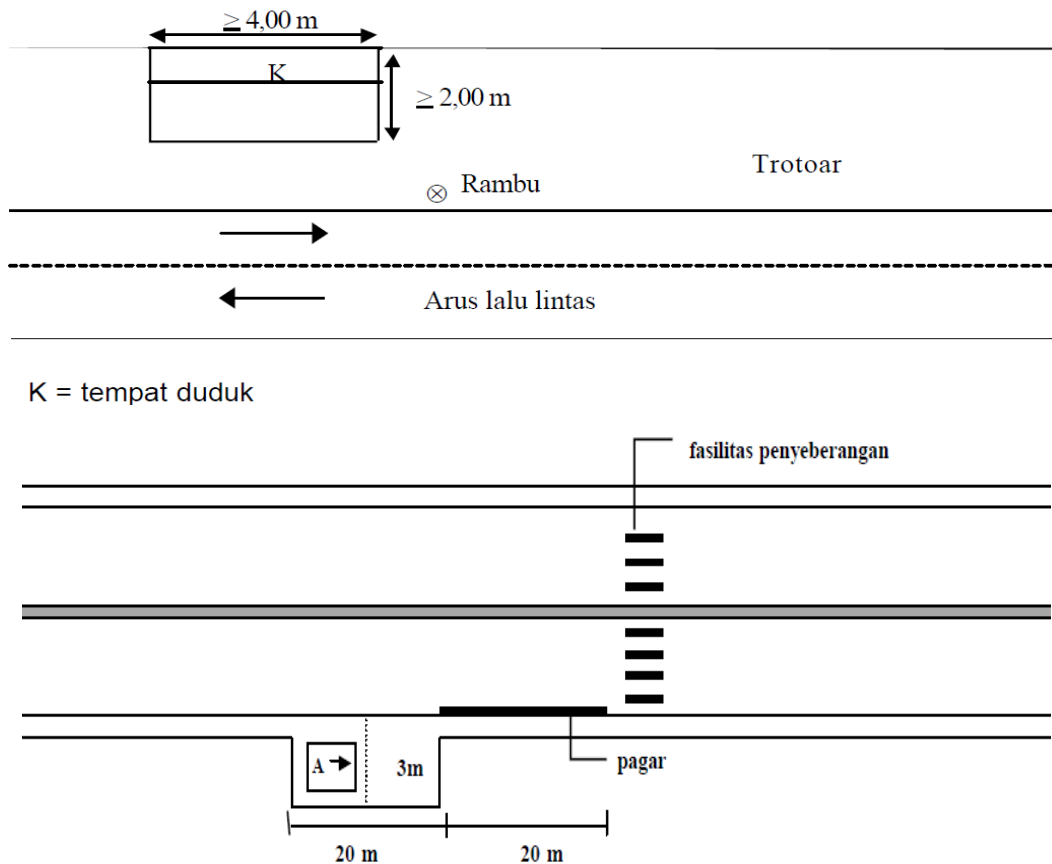 ≥ 4,00 m
K
≥ 2,00 m
Trotoar
⊗ Rambu
Arus lalu lintas
K = tempat duduk
fasilitas penyeberangan
A
3m
pagar
20 m
20 m